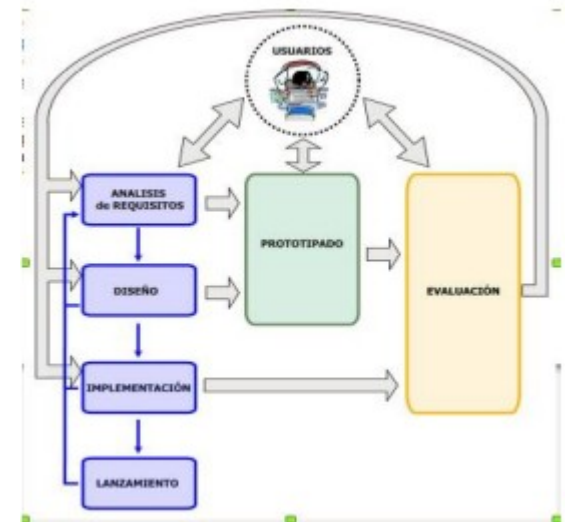 USUARIOS
ANALISIS
de REQUISITOS
PROTOTIPADO
DISEÑO
EVALUACIÓN
IMPLEMENTACIÓN
LANZAMIENTO